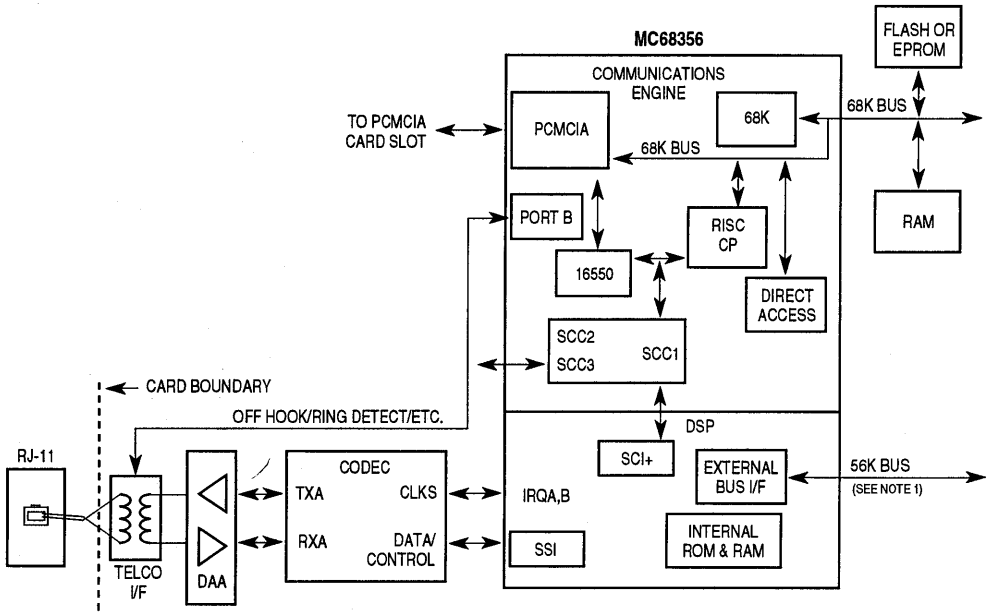 FLASH OR
EPROM
MC68356
COMMUNICATIONS
ENGINE
68K BUS
TO PCMCIA
CARD SLOT
PCMCIA
68K
68K BUS
PORT B
RISC
CP
RAM
16550
DIRECT
ACCESS
SCC2
SCC3
SCC1
CARD BOUNDARY
OFF HOOK/RING DETECT/ETC.
DSP
RJ-11
CODEC
SCI+
EXTERNAL
BUS I/F
56K BUS
(SEE NOTE 1)
TXA
CLKS
IRQA,B
RXA
DATA/
CONTROL
SSI
INTERNAL
ROM & RAM
TELCO
I/F
DAA